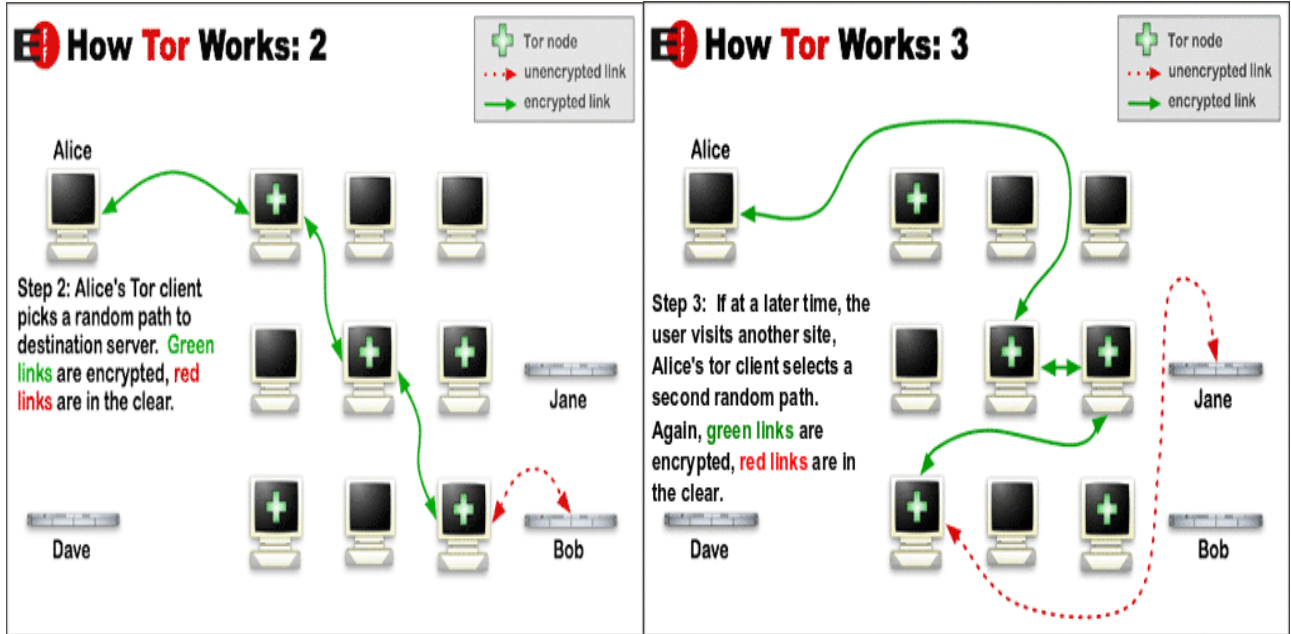 EFF How Tor Works: 2
Tor node
unencrypted link
encrypted link
Alice
Step 2: Alice's Tor client
picks a random path to
destination server. Green
links are encrypted, red
links are in the clear.
Jane
Dave
Bob
EFF How Tor Works: 3
Tor node
unencrypted link
encrypted link
Alice
Step 3: If at a later time, the
user visits another site,
Alice's tor client selects a
second random path.
Again, green links are
encrypted, red links are in
the clear.
Jane
Dave
Bob